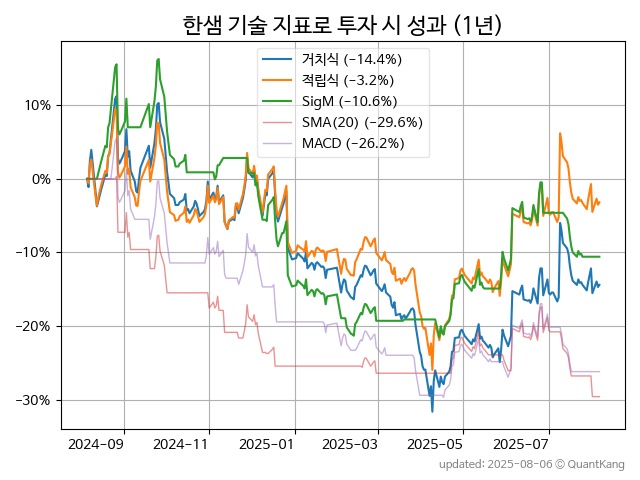 한샘 기술 지표로 투자 시 성과 (1년)
거치식 (−14.4%)
적립식 (−3.2%)
SigM (−10.6%)
SMA(20) (−29.6%)
MACD (−26.2%)
10%
0%
−10%
−20%
−30%
2024-09 2024-11 2025-01 2025-03 2025-05 2025-07
updated: 2025-08-06 © QuantKang